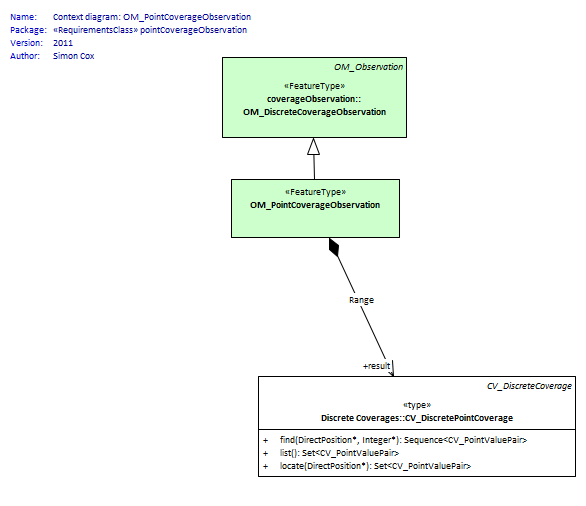 Name: Context diagram: OM_PointCoverageObservation
Package: «RequirementsClass» pointCoverageObservation
Version: 2011
Author: Simon Cox
OM_Observation
«FeatureType»
coverageObservation::
OM_DiscreteCoverageObservation
«FeatureType»
OM_PointCoverageObservation
Range
+result
CV_DiscreteCoverage
«type»
Discrete Coverages::CV_DiscretePointCoverage
+ find(DirectPosition*, Integer*): Sequence<CV_PointValuePair>
+ list(): Set<CV_PointValuePair>
+ locate(DirectPosition*): Set<CV_PointValuePair>